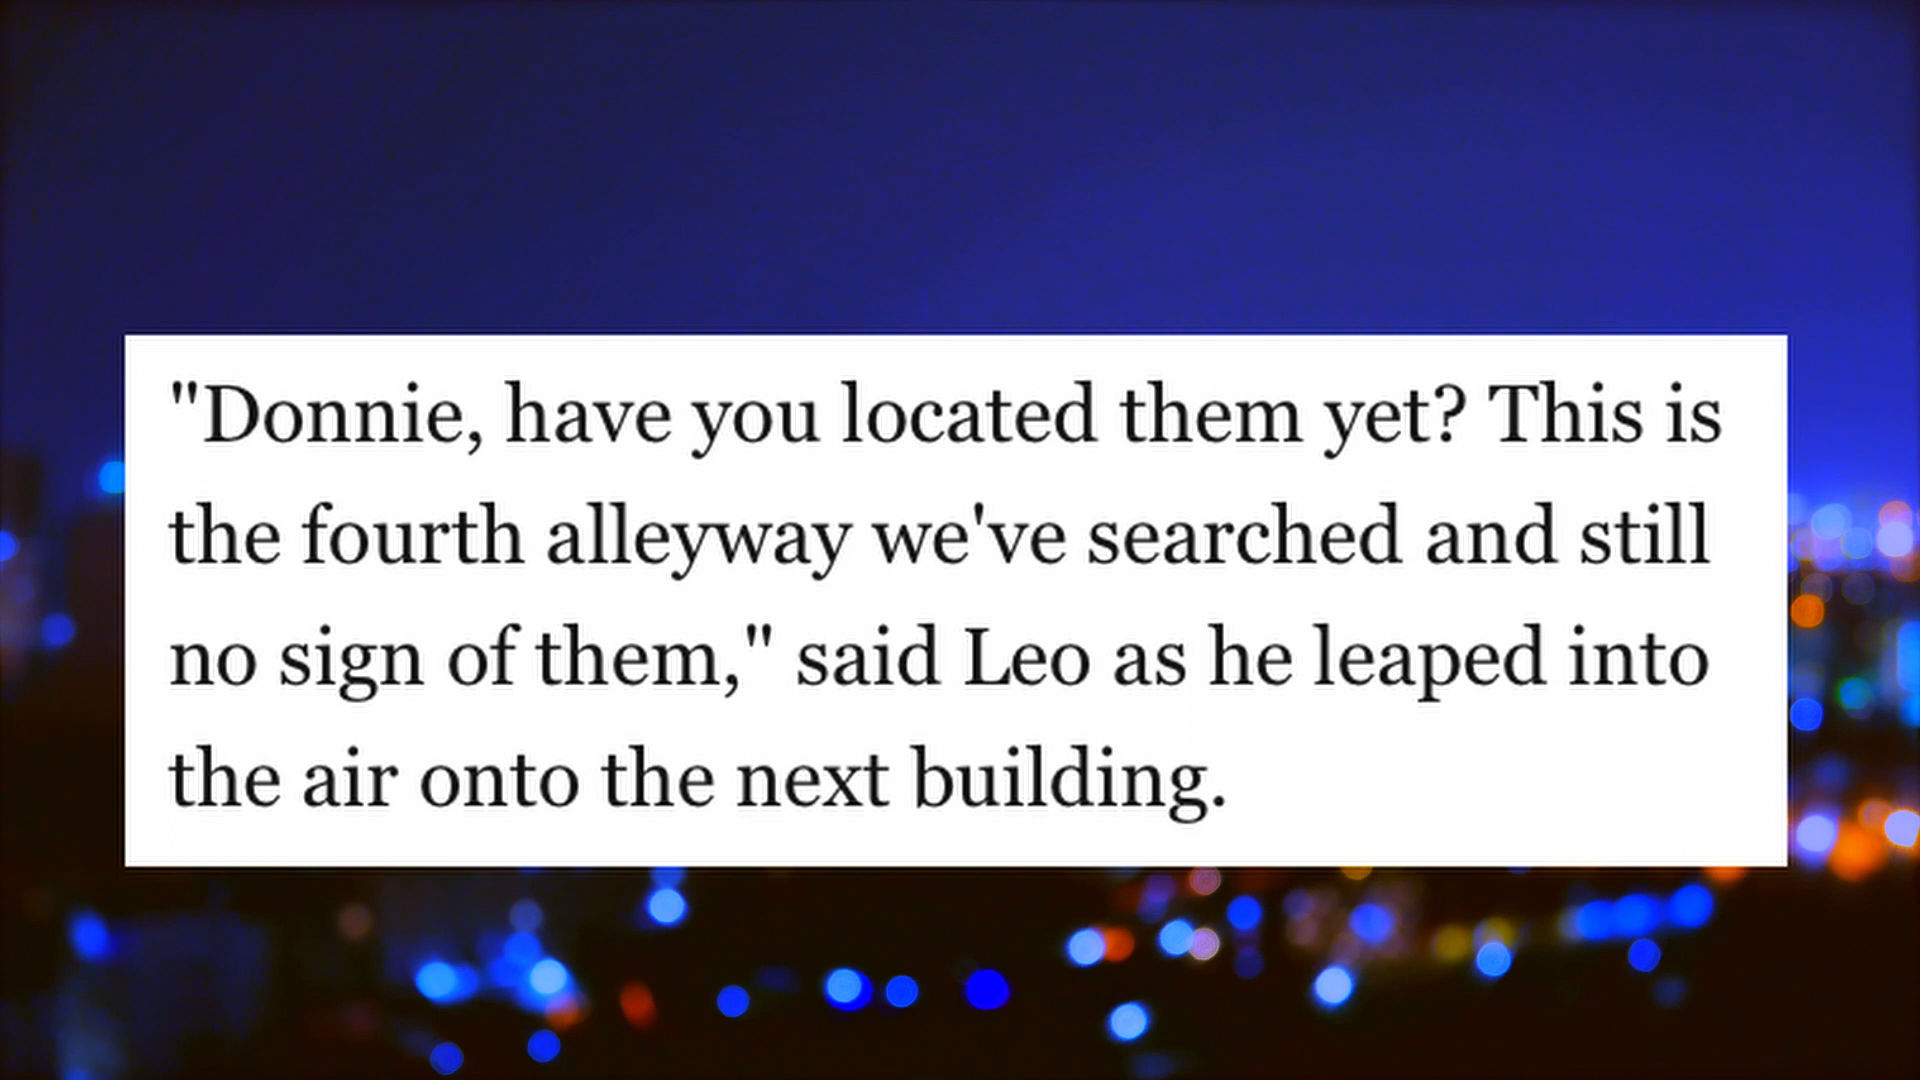 "Donnie, have you located them yet? This is
the fourth alleyway we've searched and still
no sign of them," said Leo as he leaped into
the air onto the next building.